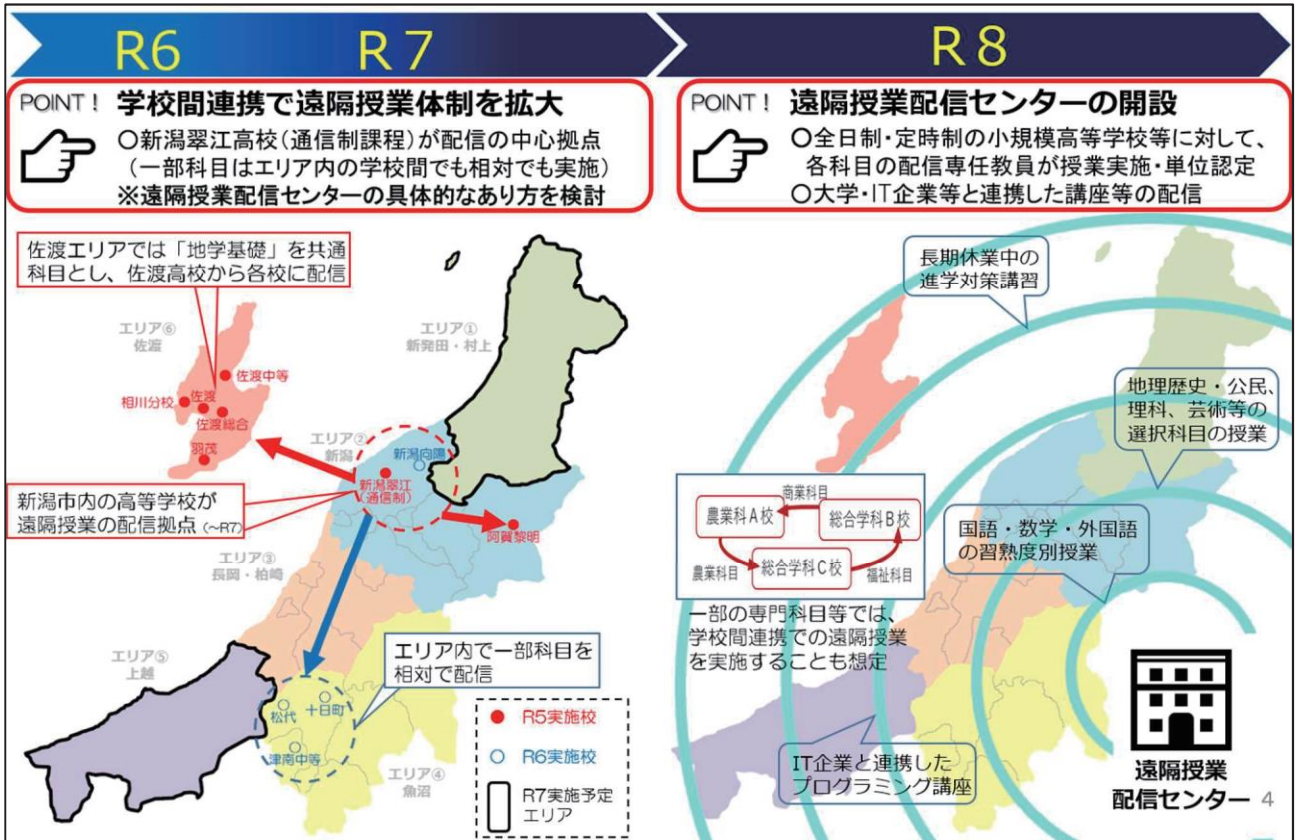 R6
R7
R8
POINT！ 学校間連携で遠隔授業体制を拡大
○新潟翠江高校（通信制課程）が配信の中心拠点
（一部科目はエリア内の学校間でも相対でも実施）
※遠隔授業配信センターの具体的なあり方を検討
POINT！ 遠隔授業配信センターの開設
○全日制・定時制の小規模高等学校等に対して、
各科目の配信専任教員が授業実施・単位認定
○大学・IT企業等と連携した講座等の配信
佐渡エリアでは「地学基礎」を共通
科目とし、佐渡高校から各校に配信
エリア⑥
佐渡
エリア①
新発田・村上
佐渡中等
相川分校
佐渡
佐渡総合
羽茂
エリア②
新潟
新潟向陽
新潟翠江
（通信制）
新潟市内の高等学校が
遠隔授業の配信拠点（～R7）
阿賀黎明
エリア③
長岡・柏崎
エリア⑤
上越
エリア内で一部科目を
相対で配信
松代
十日町
津南中等
エリア④
魚沼
R5実施校
R6実施校
R7実施予定
エリア
長期休業中の
進学対策講習
地理歴史・公民、
理科、芸術等の
選択科目の授業
商業科目
農業科A校
総合学科B校
農業科目
総合学科C校
福祉科目
国語・数学・外国語
の習熟度別授業
一部の専門科目等では、
学校間連携での遠隔授業
を実施することも想定
IT企業と連携した
プログラミング講座
遠隔授業
配信センター
4